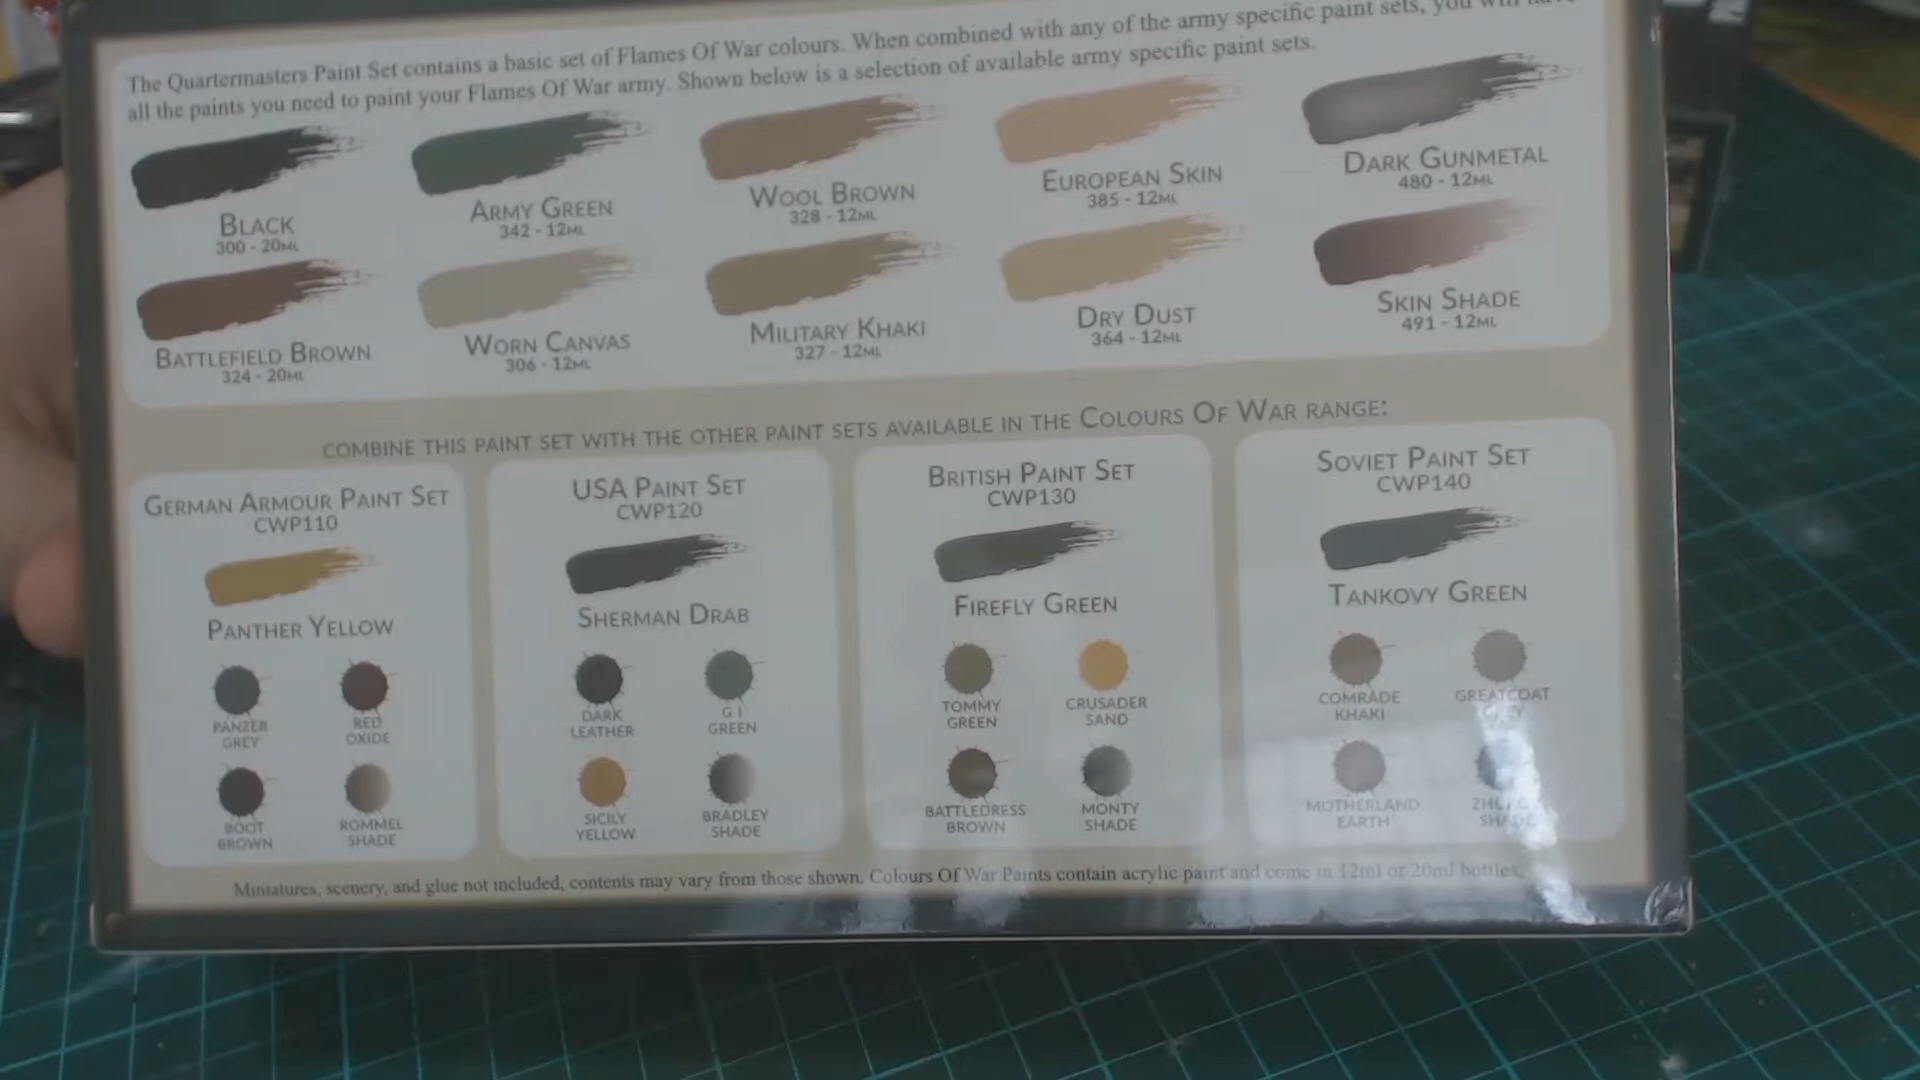 The Quartermasters Paint Set contains a basic set of Flames Of War colours. When combined with any of the army specific paint sets, you will have
all the paints you need to paint your Flames Of War army. Shown below is a selection of available army specific paint sets.
BLACK
300 - 20ML
ARMY GREEN
342 - 12ML
WOOL BROWN
328 - 12ML
EUROPEAN SKIN
385 - 12ML
DARK GUNMETAL
480 - 12ML
BATTLEFIELD BROWN
324 - 20ML
WORN CANVAS
306 - 12ML
MILITARY KHAKI
327 - 12ML
DRY DUST
364 - 12ML
SKIN SHADE
491 - 12ML
COMBINE THIS PAINT SET WITH THE OTHER PAINT SETS AVAILABLE IN THE COLOURS OF WAR RANGE:
GERMAN ARMOUR PAINT SET
CWP110
PANTHER YELLOW
PANZER
GREY
RED
OXIDE
BOOT
BROWN
ROMMEL
SHADE
USA PAINT SET
CWP120
SHERMAN DRAB
DARK
LEATHER
G I
GREEN
SICILY
YELLOW
BRADLEY
SHADE
BRITISH PAINT SET
CWP130
FIREFLY GREEN
TOMMY
GREEN
CRUSADER
SAND
BATTLEDRESS
BROWN
MONTY
SHADE
SOVIET PAINT SET
CWP140
TANKOVY GREEN
COMRADE
KHAKI
GREATCOAT
MOTHERLAND
EARTH
SHADE
Miniatures, scenery, and glue not included, contents may vary from those shown. Colours Of War Paints contain acrylic paint and come in 12ml or 20ml bottles.